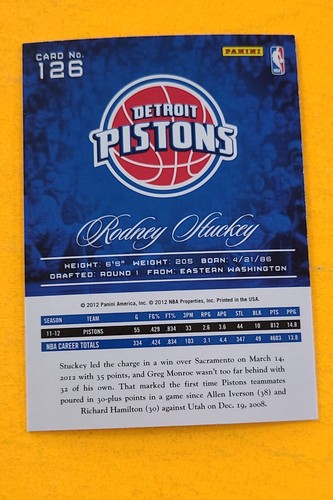 CARD No.
126
PANINI
NBA
DETROIT
PISTONS
Rodney Stuckey
HEIGHT: 6'5" WEIGHT: 205 BORN: 4/21/86
DRAFTED: ROUND 1 FROM: EASTERN WASHINGTON
© 2012 Panini America, Inc. © 2012 NBA Properties, Inc. Printed in the USA.
SEASON TEAM G FG% FT% 3PM RPG APG STL BLK PTS PPG
11-12 PISTONS 55 .429 .834 33 2.6 3.8 44 10 812 14.8
NBA CAREER TOTALS 334 .424 .834 103 3.1 4.4 347 49 4603 13.8
Stuckey led the charge in a win over Sacramento on March 14,
2012 with 35 points, and Greg Monroe wasn't too far behind with
32 of his own. That marked the first time Pistons teammates
poured in 30-plus points in a game since Allen Iverson (38) and
Richard Hamilton (30) against Utah on Dec. 19, 2008.